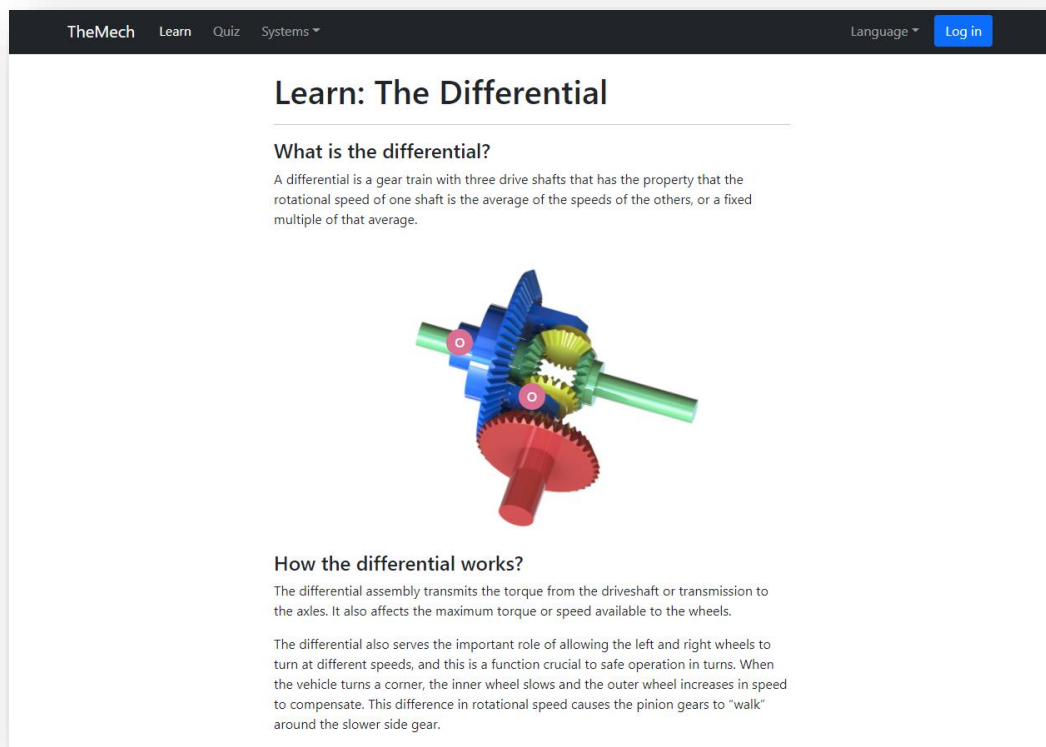 TheMech Learn Quiz Systems Language Log in
Learn: The Differential
What is the differential?
A differential is a gear train with three drive shafts that has the property that the
rotational speed of one shaft is the average of the speeds of the others, or a fixed
multiple of that average.
O
O
How the differential works?
The differential assembly transmits the torque from the driveshaft or transmission to
the axles. It also affects the maximum torque or speed available to the wheels.
The differential also serves the important role of allowing the left and right wheels to
turn at different speeds, and this is a function crucial to safe operation in turns. When
the vehicle turns a corner, the inner wheel slows and the outer wheel increases in speed
to compensate. This difference in rotational speed causes the pinion gears to “walk”
around the slower side gear.